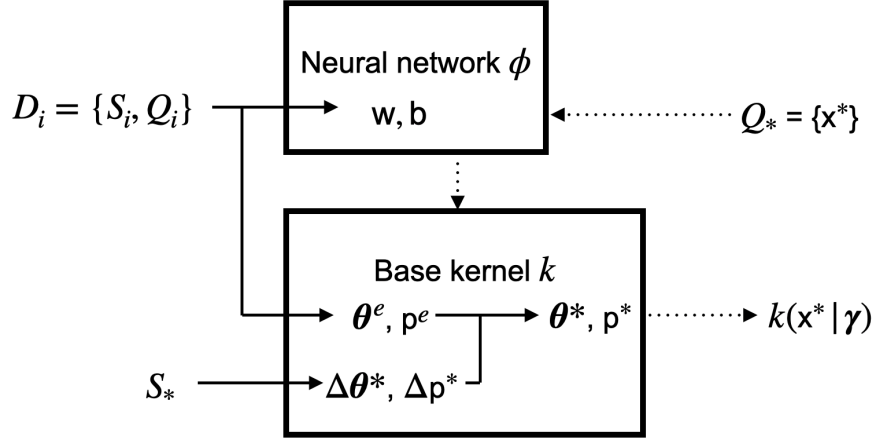 Neural network ϕ
D_i = {S_i, Q_i}
w, b
Q_* = {x*}
Base kernel k
θ^e, p^e
θ*, p*
k(x* | γ)
S_*
Δθ*, Δp*